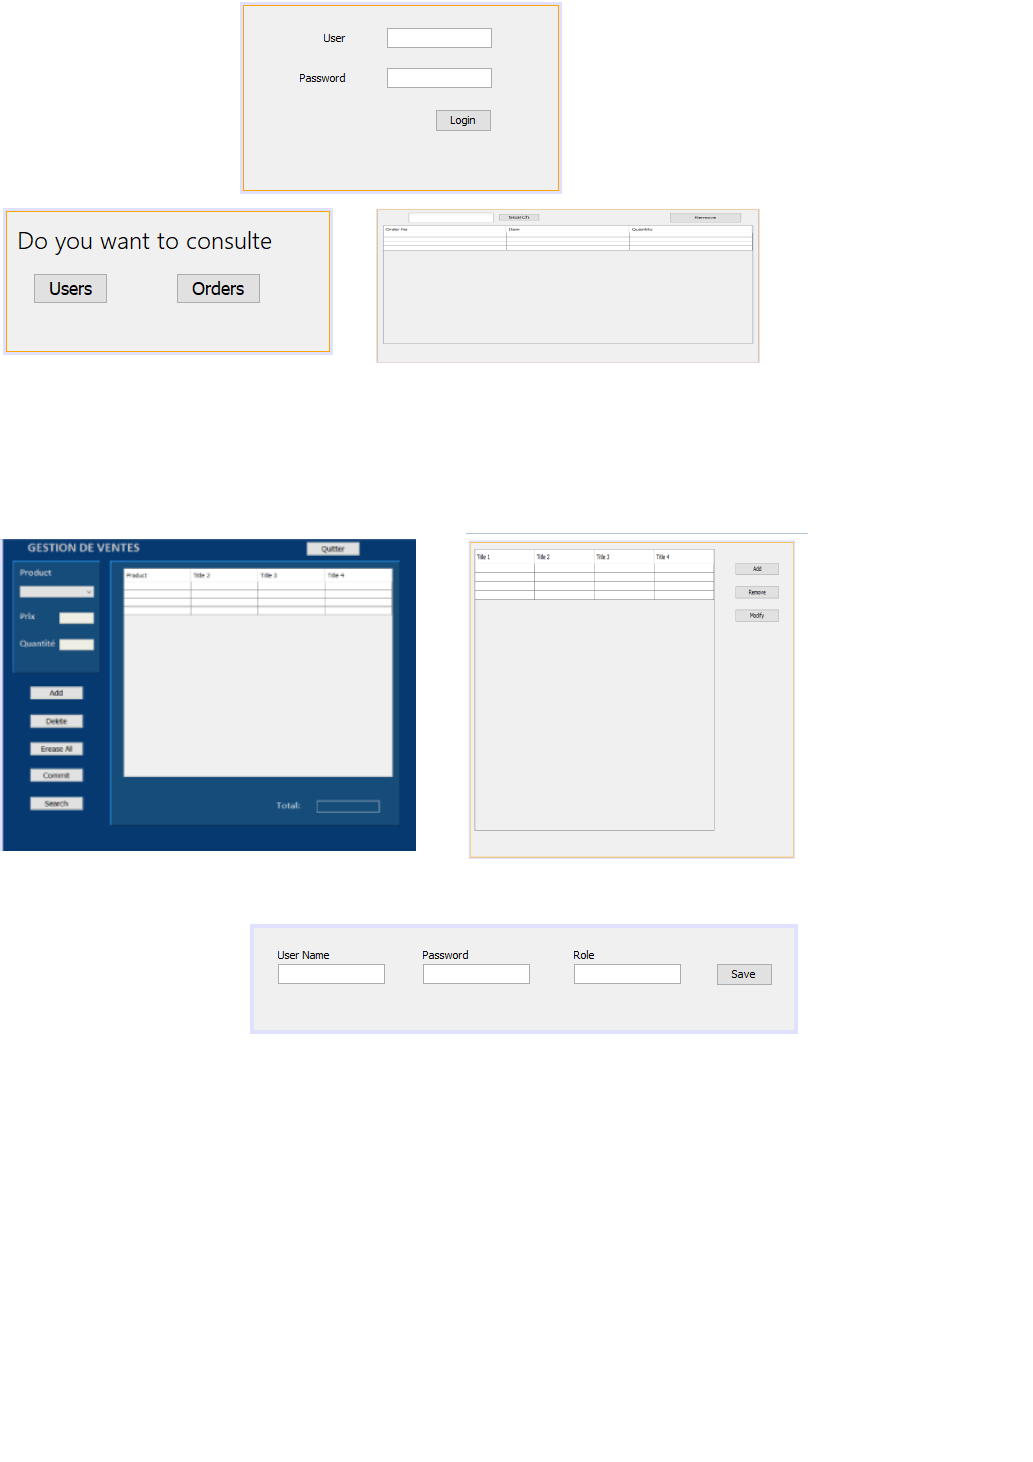 User
Password
Login
Do you want to consulte
Users Orders
Search Remove
Order No Item Quantite
GESTION DE VENTES Quitter
Product
Prix
Quantité
Add
Delete
Erease All
Commit
Search
Product Title 2 Title 3 Title 4
Total:
Title 1 Title 2 Title 3 Title 4
Add
Remove
Modify
User Name Password Role
Save